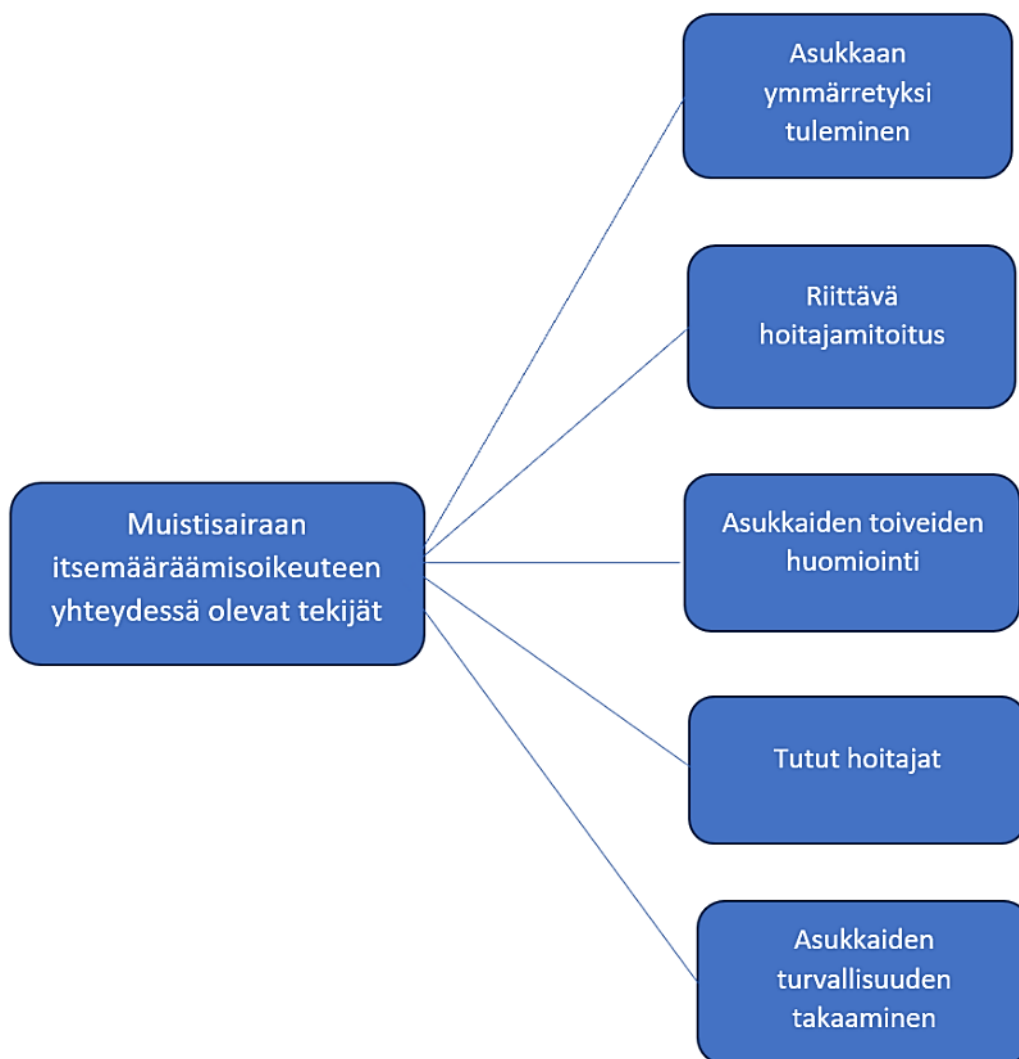 Asukkaan
ymmärretyksi
tuleminen
Riittävä
hoitajamitoitus
Muistisairaan
itsemääräämisoikeuteen
yhteydessä olevat tekijät
Asukkaiden toiveiden
huomiointi
Tutut hoitajat
Asukkaiden
turvallisuuden
takaaminen